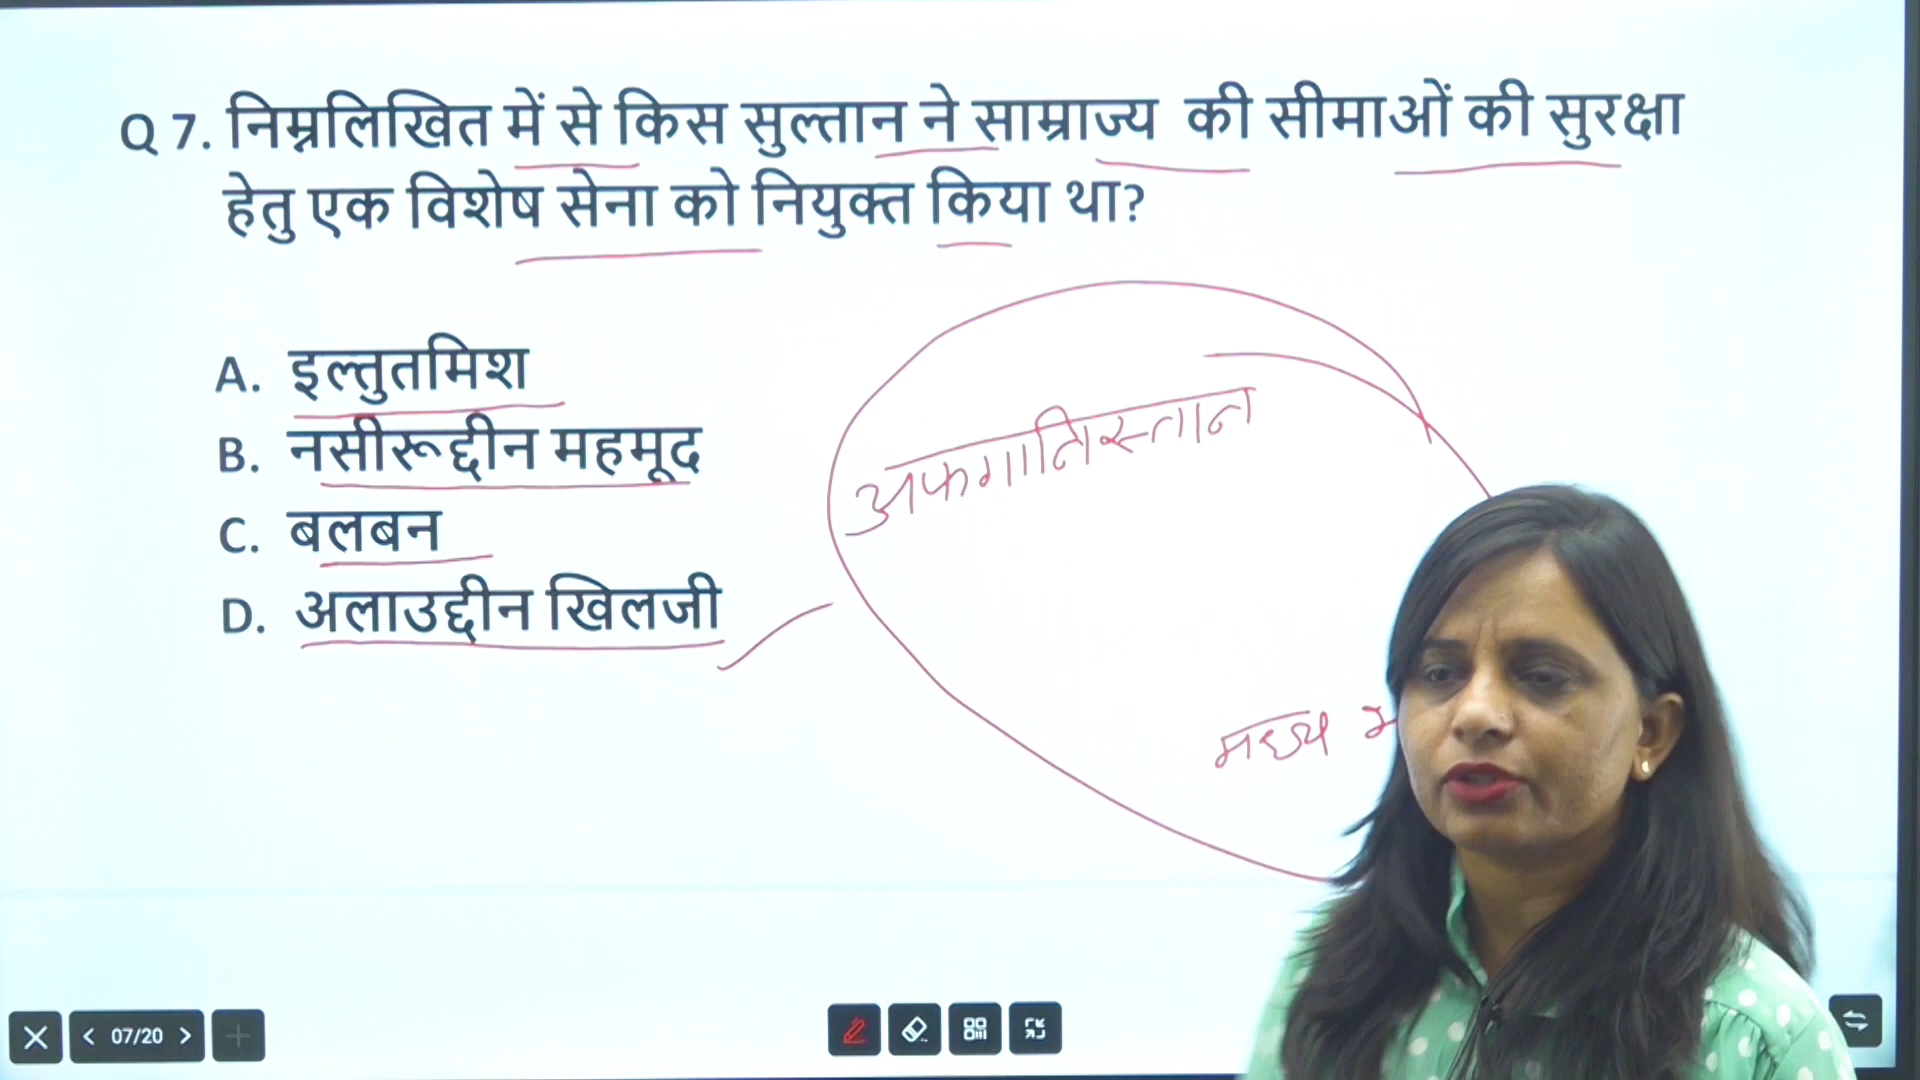 Q 7. निम्नलिखित में से किस सुल्तान ने साम्राज्य की सीमाओं की सुरक्षा
हेतु एक विशेष सेना को नियुक्त किया था?
A. इल्तुतमिश
B. नसीरूद्दीन महमूद
C. बलबन
D. अलाउद्दीन खिलजी
अफगानिस्तान
मध्य
07/20